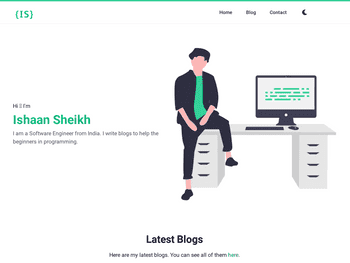 {IS}
Home Blog Contact
Hi I'm
Ishaan Sheikh
I am a Software Engineer from India. I write blogs to help the
beginners in programming.
Latest Blogs
Here are my latest blogs. You can see all of them here.